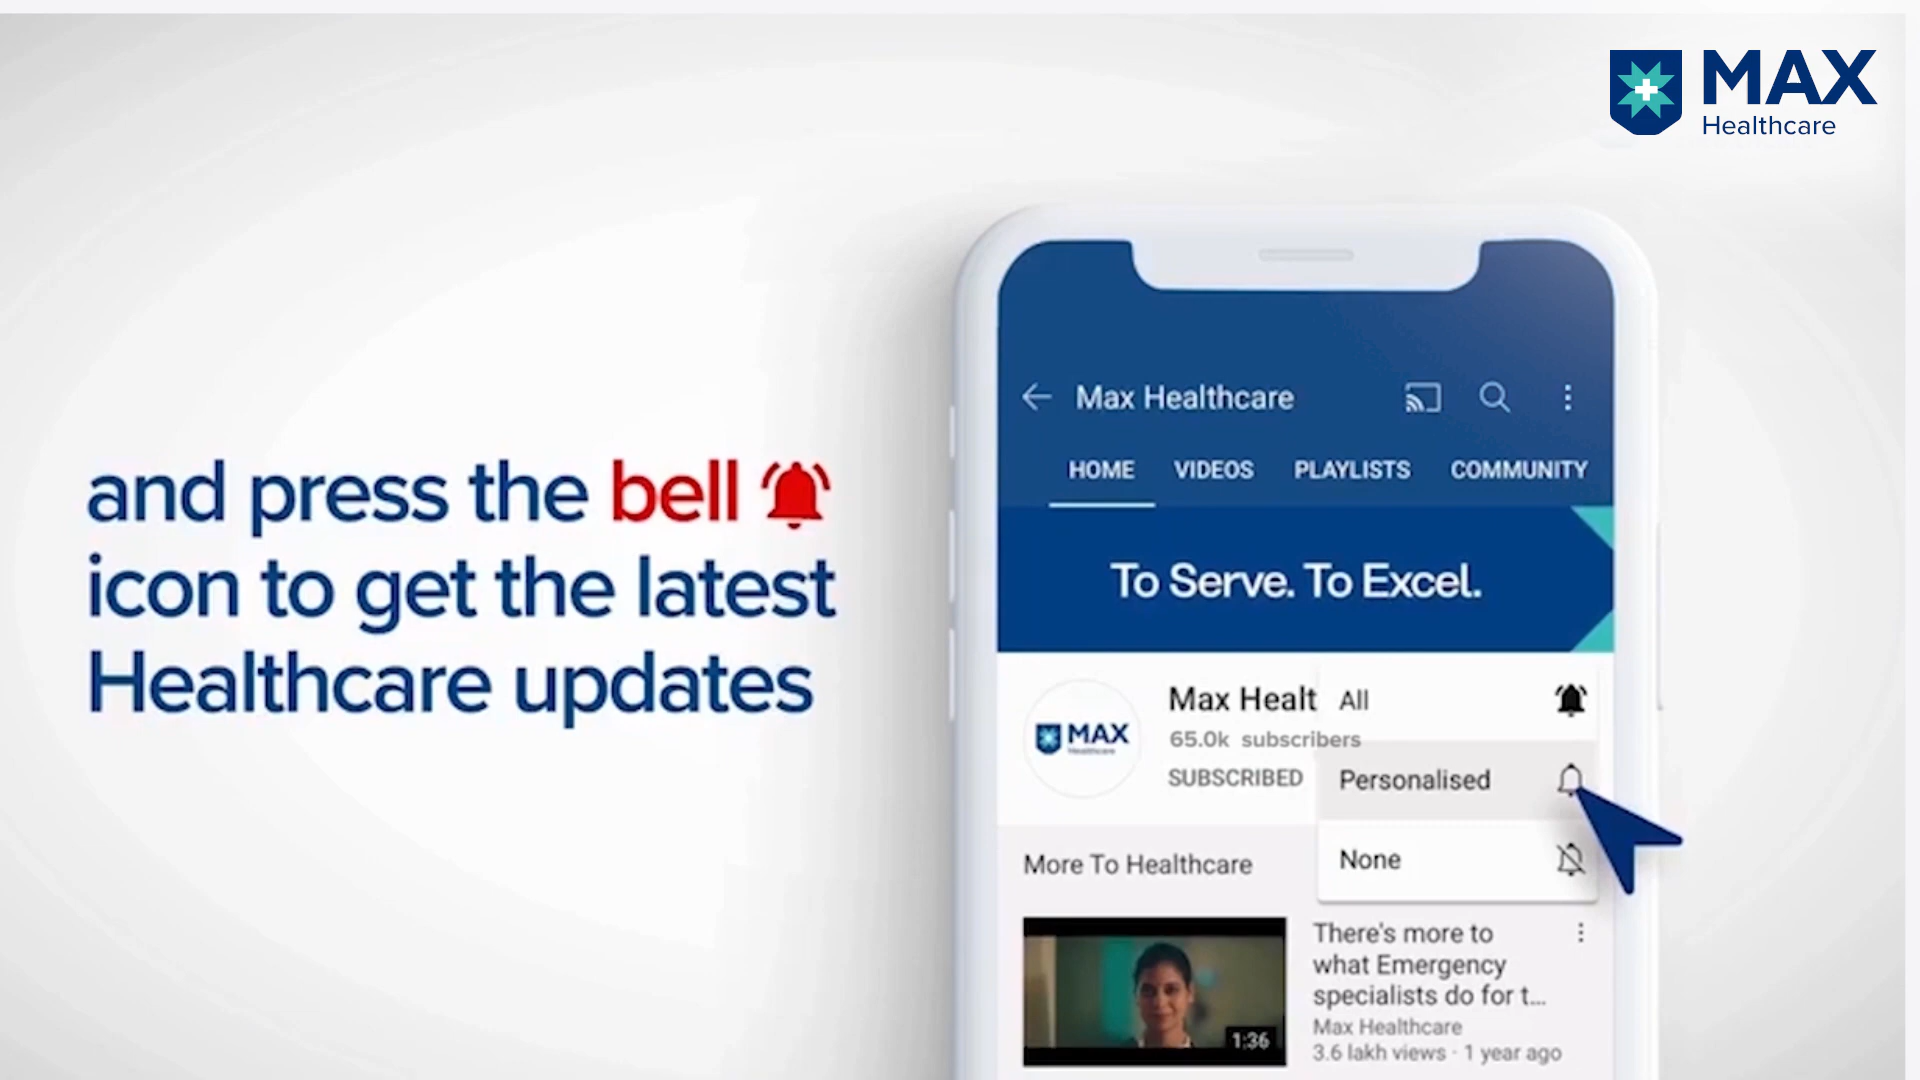 MAX
Healthcare
and press the bell
icon to get the latest
Healthcare updates
Max Healthcare
HOME VIDEOS PLAYLISTS COMMUNITY
To Serve. To Excel.
MAX
Healthcare
Max Healt
65.0k subscribers
SUBSCRIBED
All
Personalised
None
More To Healthcare
1:36
There's more to
what Emergency
specialists do for t...
Max Healthcare
3.6 lakh views · 1 year ago